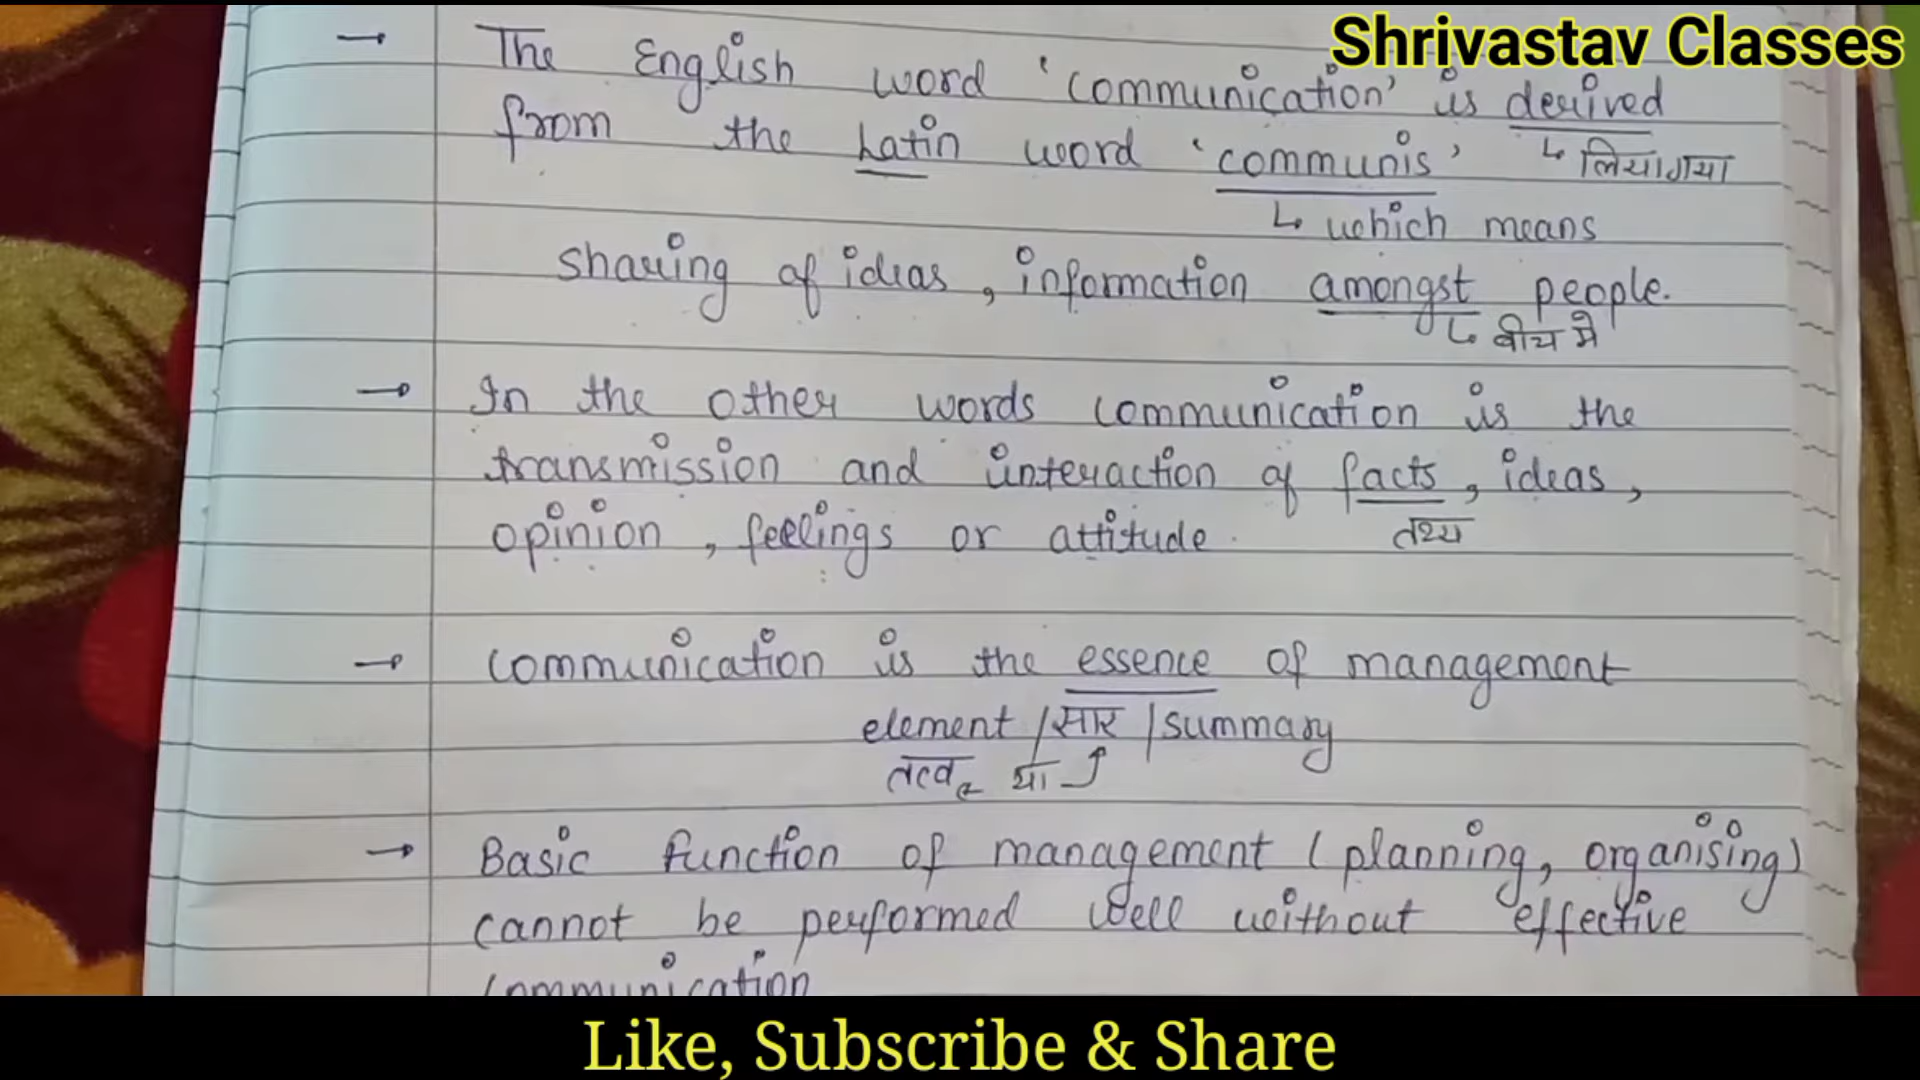 Shrivastav Classes
→ The English word 'communication' is derived
from the Latin word 'communis' ↳ लिया गया
↳ which means
sharing of ideas, information amongst people.
↳ बीच मे
→ In the other words communication is the
transmission and interaction of facts, ideas,
तथ्य
opinion, feelings or attitude.
→ communication is the essence of management
element / सार / summary
तत्व या
→ Basic function of management (planning, organising)
cannot be performed well without effective
communication
Like, Subscribe & Share